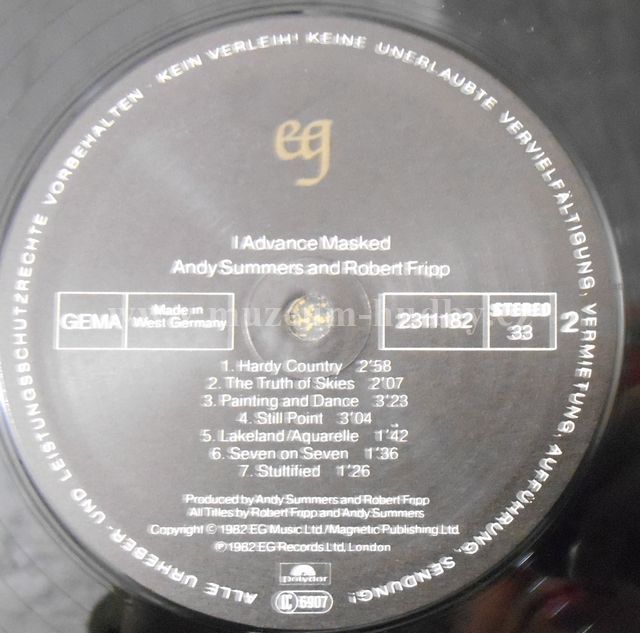 ALLE URHEBER- UND LEISTUNGSSCHUTZRECHTE VORBEHALTEN · KEIN VERLEIH! KEINE UNERLAUBTE VERVIELFÄLTIGUNG, VERMIETUNG, AUFFÜHRUNG, SENDUNG!
eg
I Advance Masked
Andy Summers and Robert Fripp
GEMA
Made in
West Germany
2311182
STEREO
33
2
1. Hardy Country 2'58
2. The Truth of Skies 2'07
3. Painting and Dance 3'23
4. Still Point 3'04
5. Lakeland/Aquarelle 1'42
6. Seven on Seven 1'36
7. Stultified 1'26
Produced by Andy Summers and Robert Fripp
All Titles by Robert Fripp and Andy Summers
Copyright © 1982 EG Music Ltd./Magnetic Publishing Ltd.
℗ 1982 EG Records Ltd., London
polydor
LC 6907